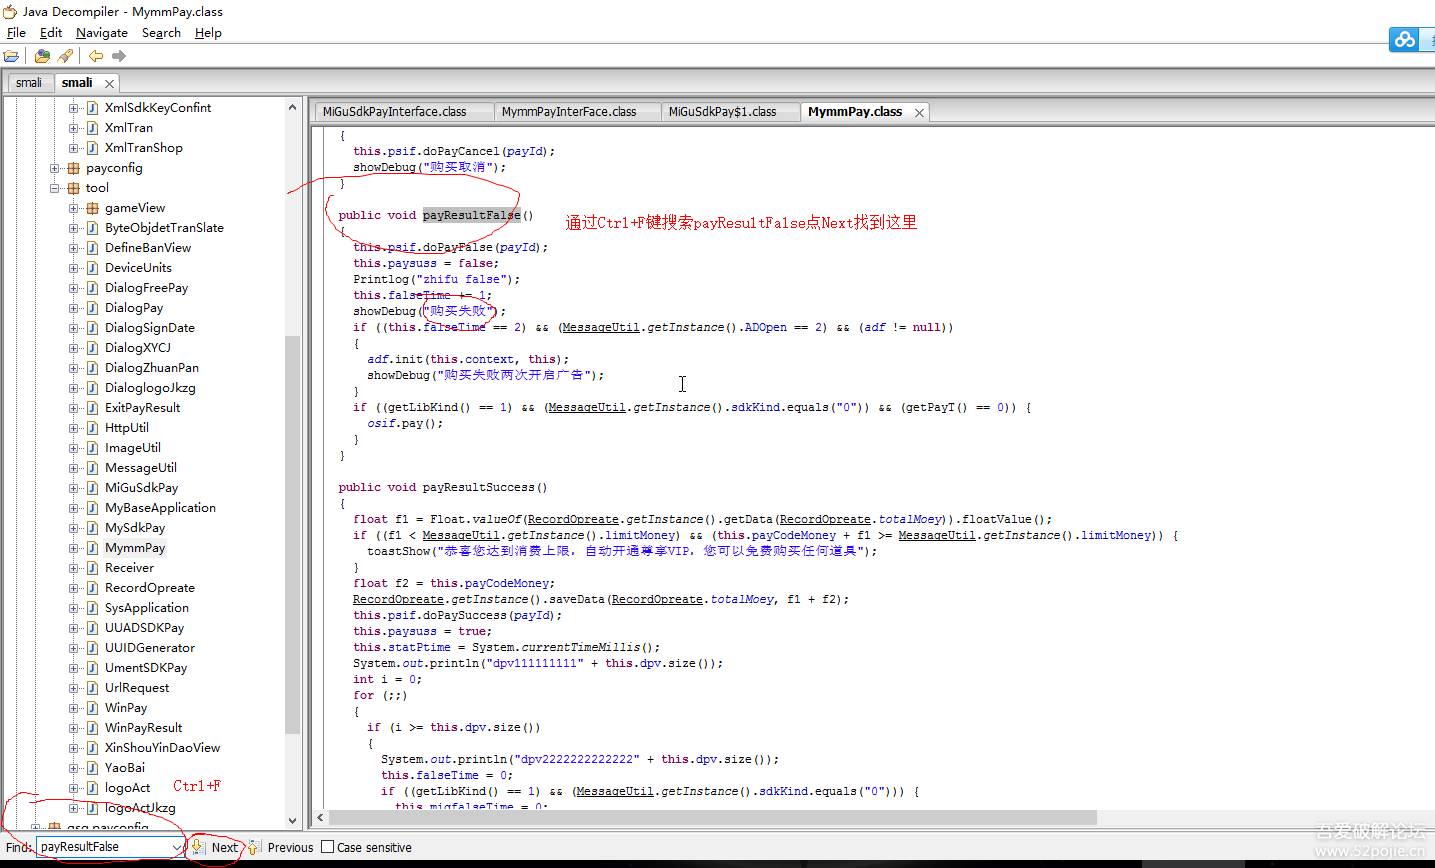 Java Decompiler - MymmPay.class
File Edit Navigate Search Help
smali smali
XmlSdkKeyConfint
XmlTran
XmlTranShop
payconfig
tool
gameView
ByteObjdetTranSlate
DefineBanView
DeviceUnits
DialogFreePay
DialogPay
DialogSignDate
DialogXYCJ
DialogZhuanPan
DialoglogoJkzg
ExitPayResult
HttpUtil
ImageUtil
MessageUtil
MiGuSdkPay
MyBaseApplication
MySdkPay
MymmPay
Receiver
RecordOpreate
SysApplication
UUADSDKPay
UUIDGenerator
UmentSDKPay
UrlRequest
WinPay
WinPayResult
XinShouYinDaoView
YaoBai
logoAct
Ctrl+F
logoActJkzg
qsg.payconfig
MiGuSdkPayInterface.class MymmPayInterFace.class MiGuSdkPay$1.class MymmPay.class
{
this.psif.doPayCancel(payId);
showDebug("购买取消");
}
public void payResultFalse()
通过Ctrl+F键搜索payResultFalse点Next找到这里
{
this.psif.doPayFalse(payId);
this.paysuss = false;
Printlog("zhifu false");
this.falseTime += 1;
showDebug("购买失败");
if ((this.falseTime == 2) && (MessageUtil.getInstance().ADOpen == 2) && (adf != null))
{
adf.init(this.context, this);
showDebug("购买失败两次开启广告");
}
if ((getLibKind() == 1) && (MessageUtil.getInstance().sdkKind.equals("0")) && (getPayT() == 0)) {
osif.pay();
}
}
public void payResultSuccess()
{
float f1 = Float.valueOf(RecordOpreate.getInstance().getData(RecordOpreate.totalMoey)).floatValue();
if ((f1 < MessageUtil.getInstance().limitMoney) && (this.payCodeMoney + f1 >= MessageUtil.getInstance().limitMoney)) {
toastShow("恭喜您达到消费上限，自动开通尊享VIP，您可以免费购买任何道具");
}
float f2 = this.payCodeMoney;
RecordOpreate.getInstance().saveData(RecordOpreate.totalMoey, f1 + f2);
this.psif.doPaySuccess(payId);
this.paysuss = true;
this.statPtime = System.currentTimeMillis();
System.out.println("dpv111111111" + this.dpv.size());
int i = 0;
for (;;)
{
if (i >= this.dpv.size())
{
System.out.println("dpv2222222222222" + this.dpv.size());
this.falseTime = 0;
if ((getLibKind() == 1) && (MessageUtil.getInstance().sdkKind.equals("0"))) {
this.migfalseTime = 0;
Find: payResultFalse Next Previous Case sensitive
吾爱破解论坛
www.52pojie.cn